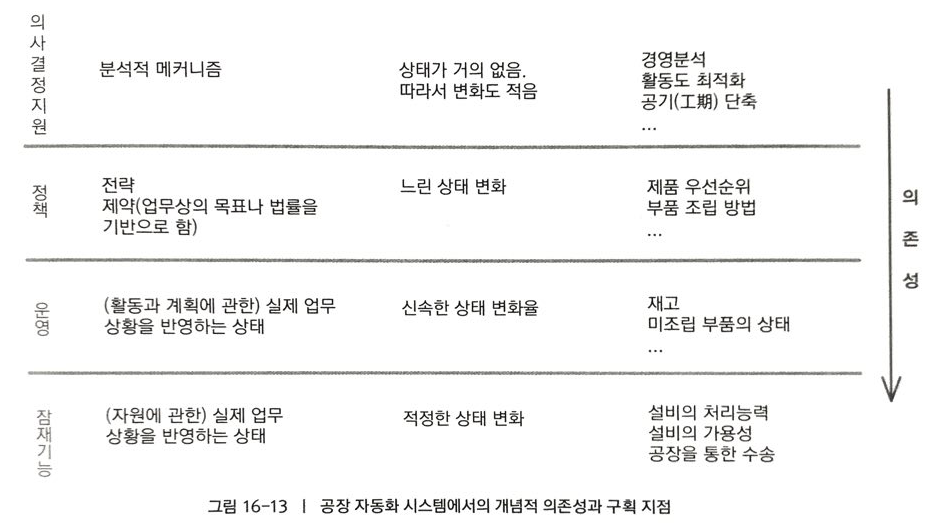 의사결정지원
분석적 메커니즘
상태가 거의 없음.
따라서 변화도 적음
경영분석
활동도 최적화
공기(工期) 단축
...
정책
전략
제약(업무상의 목표나 법률을
기반으로 함)
느린 상태 변화
제품 우선순위
부품 조립 방법
...
운영
(활동과 계획에 관한) 실제 업무
상황을 반영하는 상태
신속한 상태 변화율
재고
미조립 부품의 상태
...
잠재기능
(자원에 관한) 실제 업무
상황을 반영하는 상태
적정한 상태 변화
설비의 처리능력
설비의 가용성
공장을 통한 수송
의존성
그림 16-13 | 공장 자동화 시스템에서의 개념적 의존성과 구획 지점